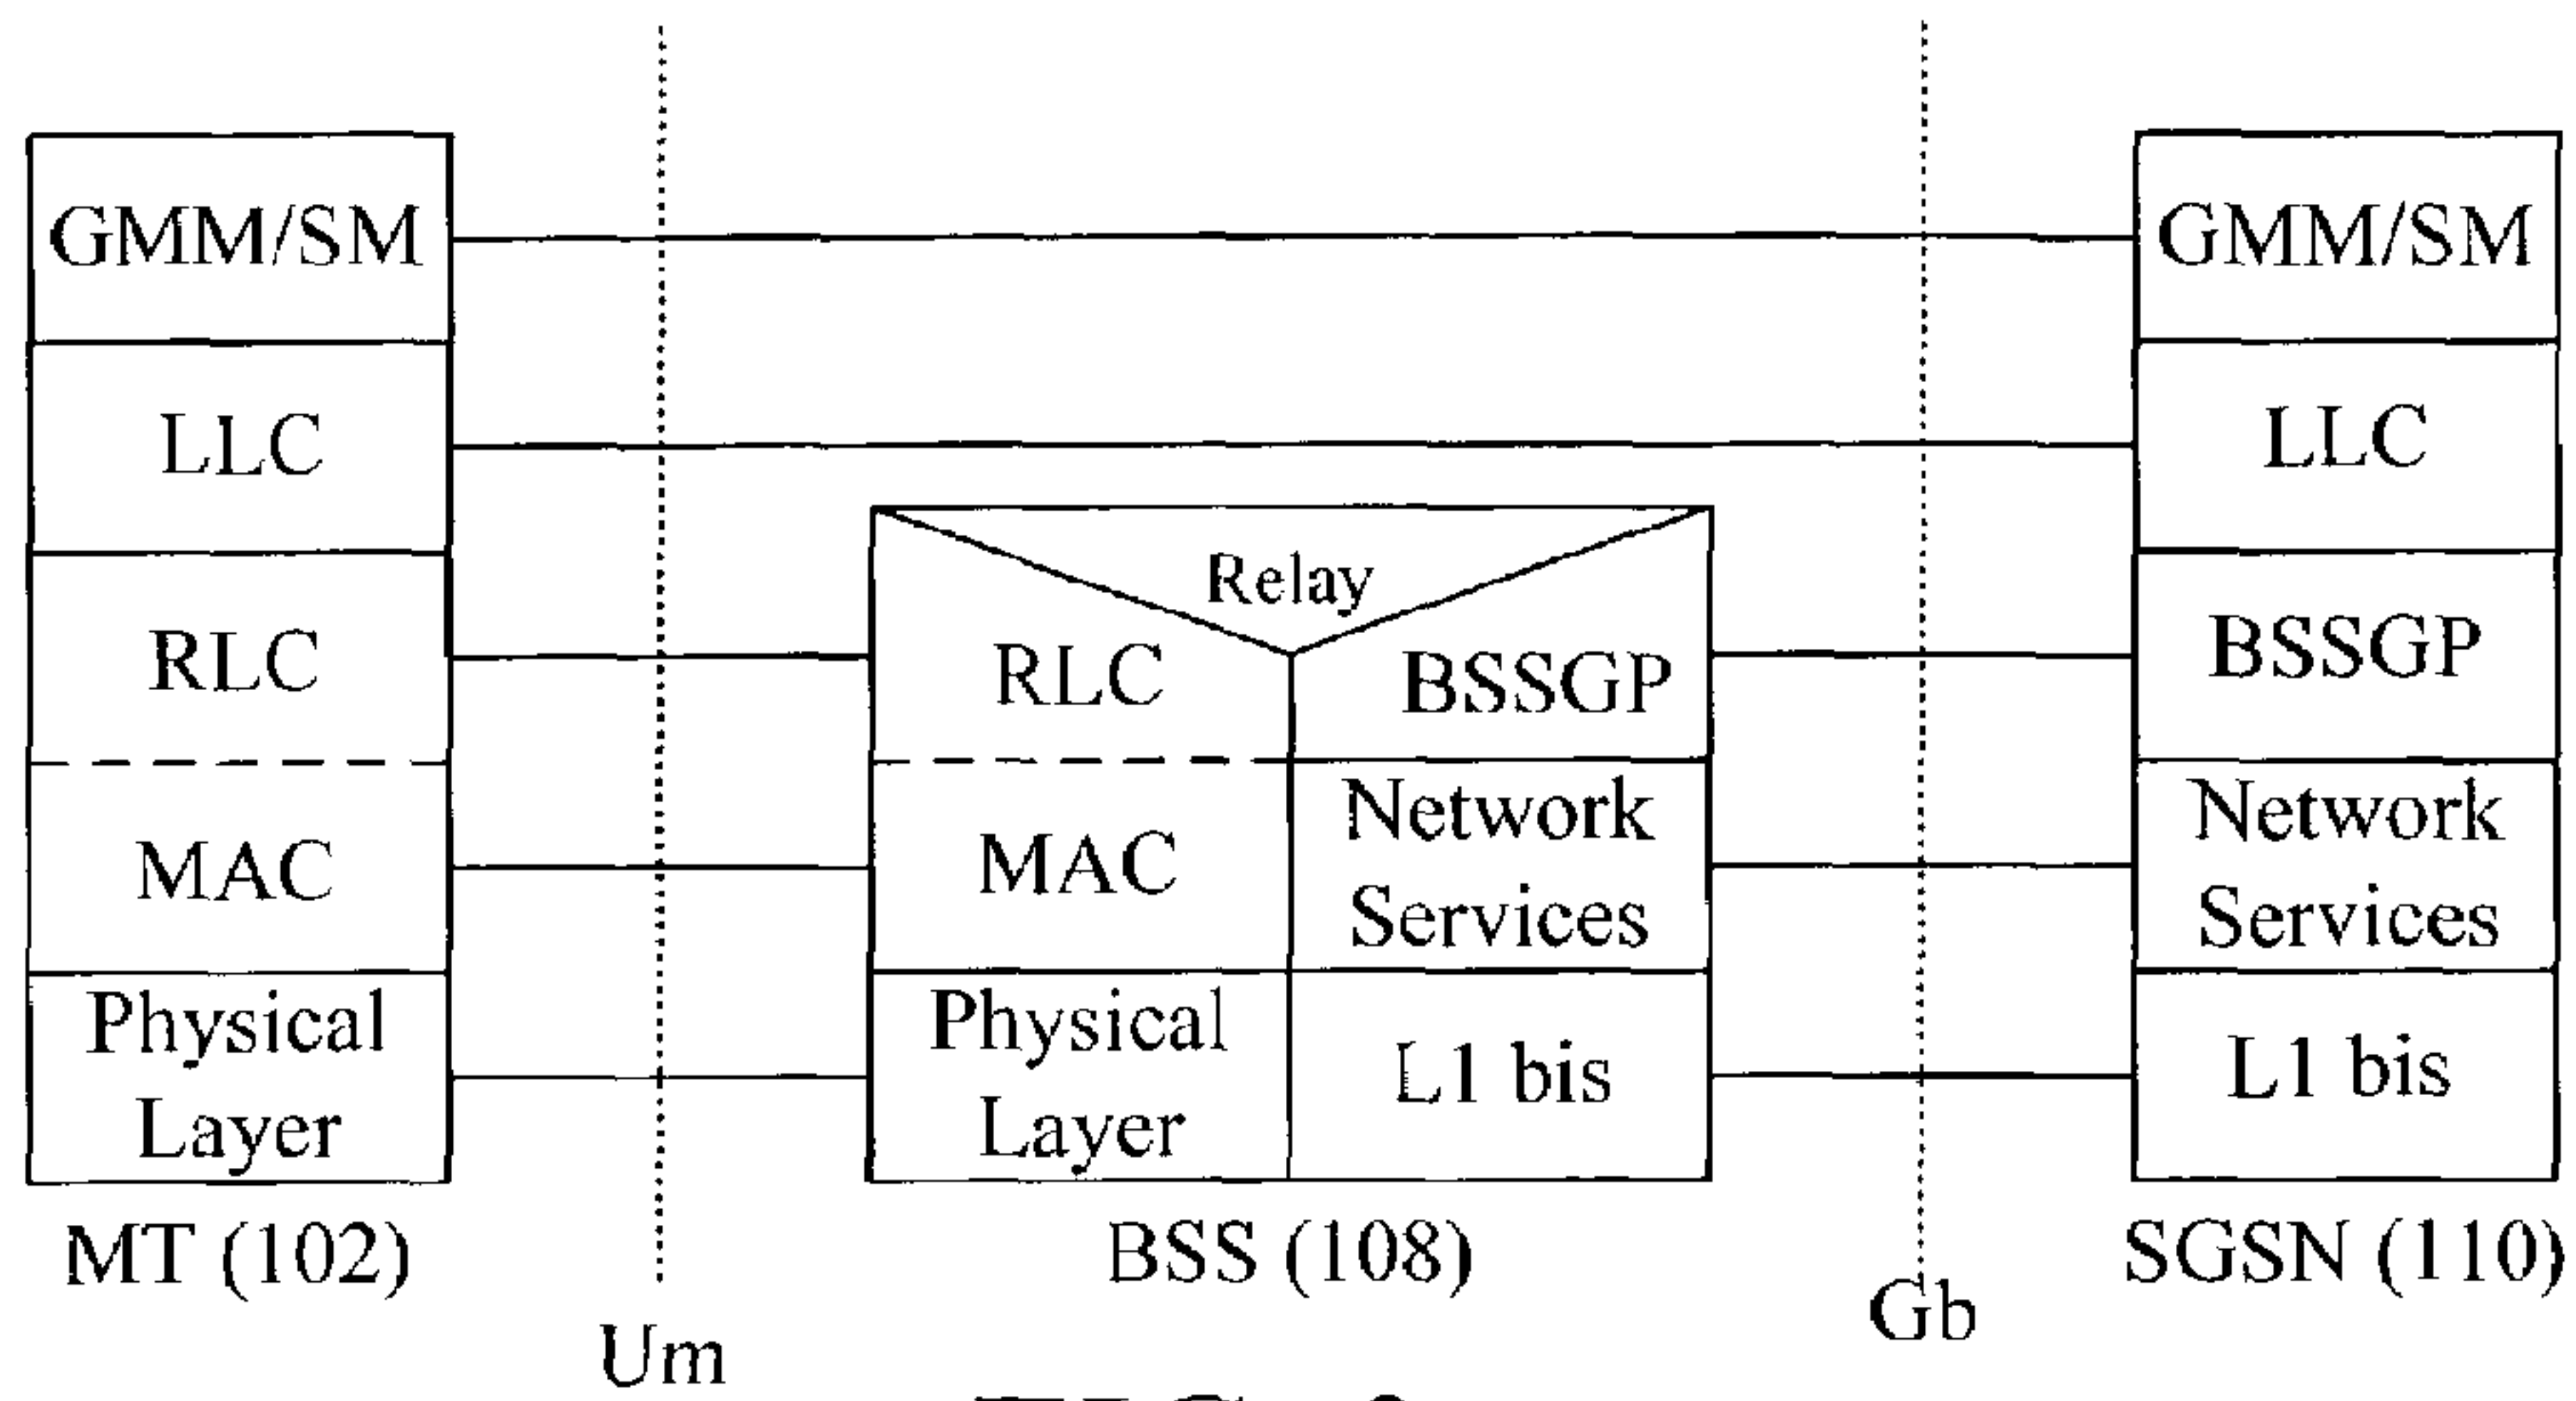 GMM/SM
LLC
RLC
MAC
Physical
Layer
MT (102)
Um
Relay
RLC
BSSGP
MAC
Network
Services
Physical
Layer
L1 bis
BSS (108)
Gb
GMM/SM
LLC
BSSGP
Network
Services
L1 bis
SGSN (110)